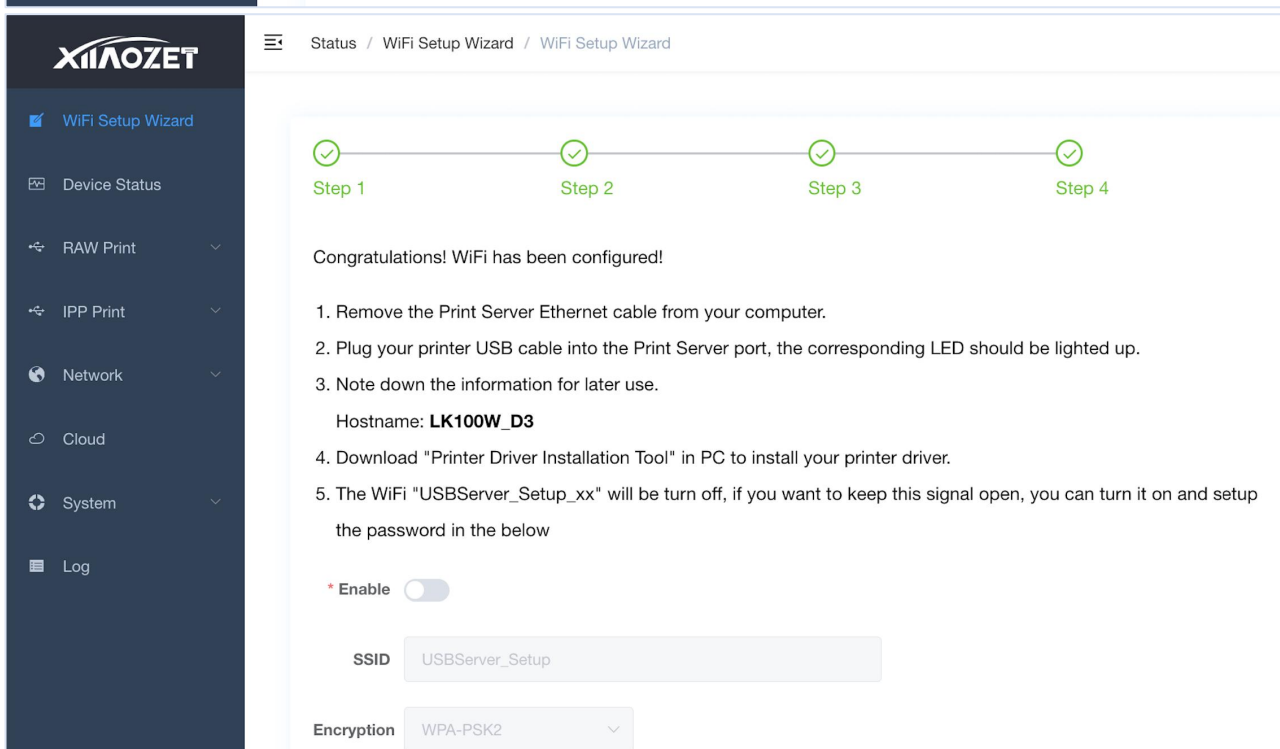 XIIAOZET
Status / WiFi Setup Wizard / WiFi Setup Wizard
WiFi Setup Wizard
Device Status
RAW Print
IPP Print
Network
Cloud
System
Log
Step 1
Step 2
Step 3
Step 4
Congratulations! WiFi has been configured!
1. Remove the Print Server Ethernet cable from your computer.
2. Plug your printer USB cable into the Print Server port, the corresponding LED should be lighted up.
3. Note down the information for later use.
Hostname: LK100W_D3
4. Download "Printer Driver Installation Tool" in PC to install your printer driver.
5. The WiFi "USBServer_Setup_xx" will be turn off, if you want to keep this signal open, you can turn it on and setup
the password in the below
* Enable
SSID USBServer_Setup
Encryption WPA-PSK2